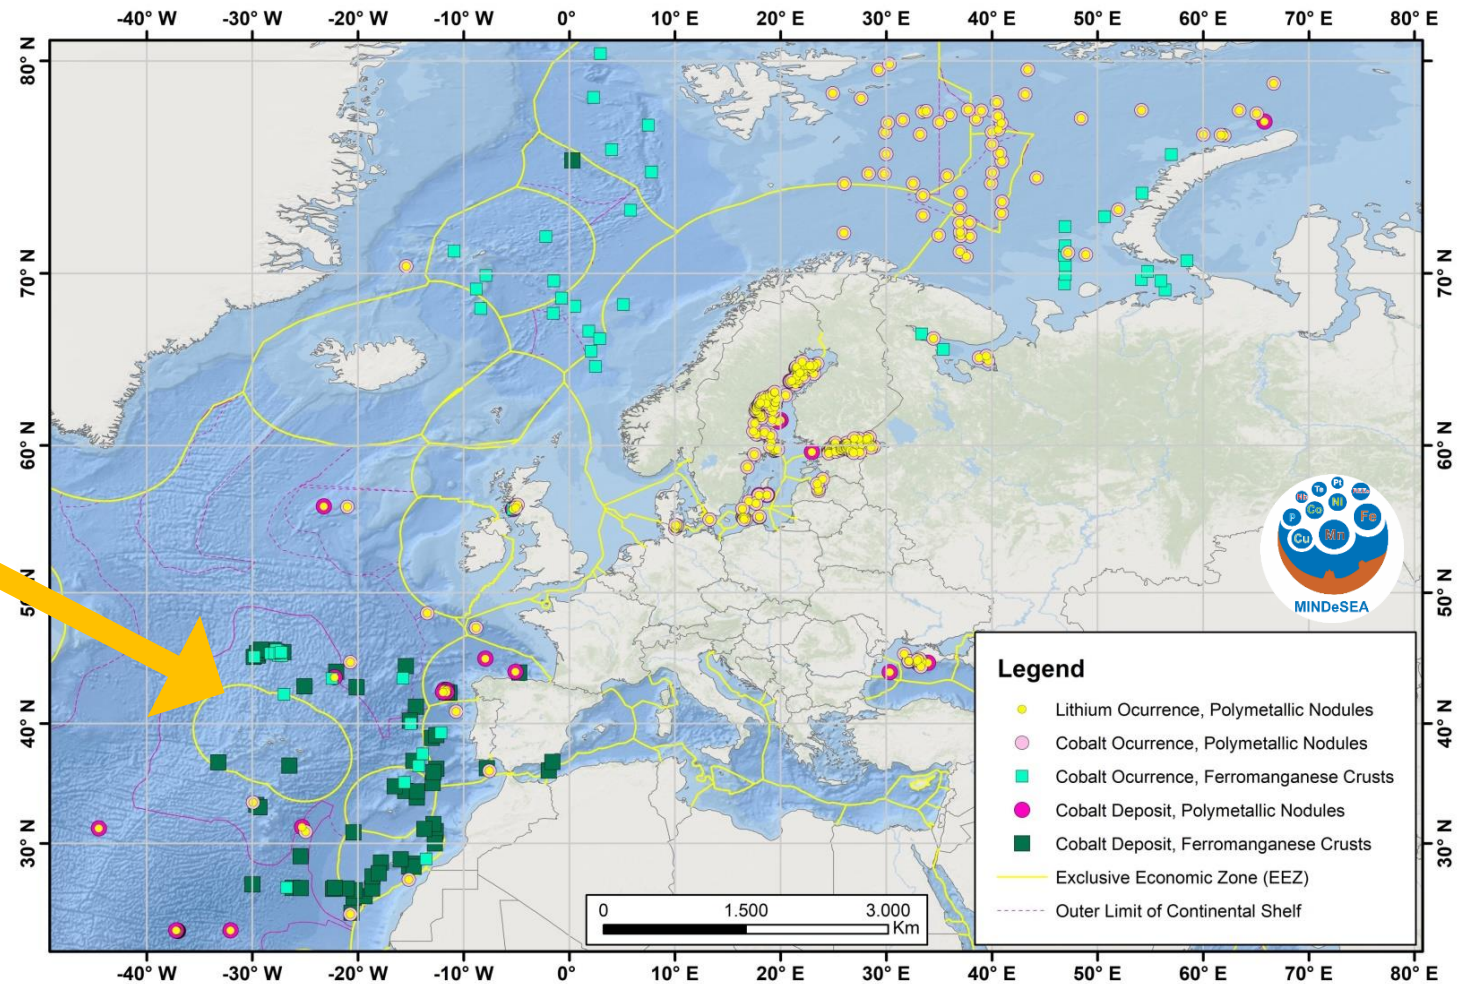 -40° W -30° W -20° W -10° W 0° 10° E 20° E 30° E 40° E 50° E 60° E 70° E 80° E
80° N
70° N 70° N
60° N 60° N
50° N 50° N
40° N 40° N
30° N 30° N
Pt
Te
Co Ni
P Fe
Cu Mn
MINDeSEA
Legend
Lithium Ocurrence, Polymetallic Nodules
Cobalt Ocurrence, Polymetallic Nodules
Cobalt Ocurrence, Ferromanganese Crusts
Cobalt Deposit, Polymetallic Nodules
Cobalt Deposit, Ferromanganese Crusts
Exclusive Economic Zone (EEZ)
Outer Limit of Continental Shelf
0 1.500 3.000
Km
-40° W -30° W -20° W -10° W 0° 10° E 20° E 30° E 40° E 50° E 60° E 70° E 80° E